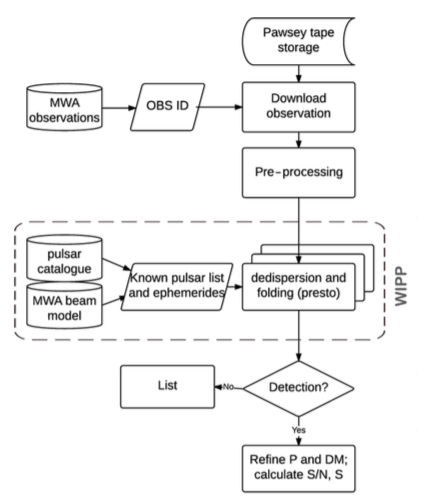 Pawsey tape
storage
MWA
observations
OBS ID
Download
observation
Pre-processing
pulsar
catalogue
MWA beam
model
Known pulsar list
and ephemerides
dedispersion and
folding (presto)
WIPP
List
No
Detection?
Yes
Refine P and DM;
calculate S/N, S